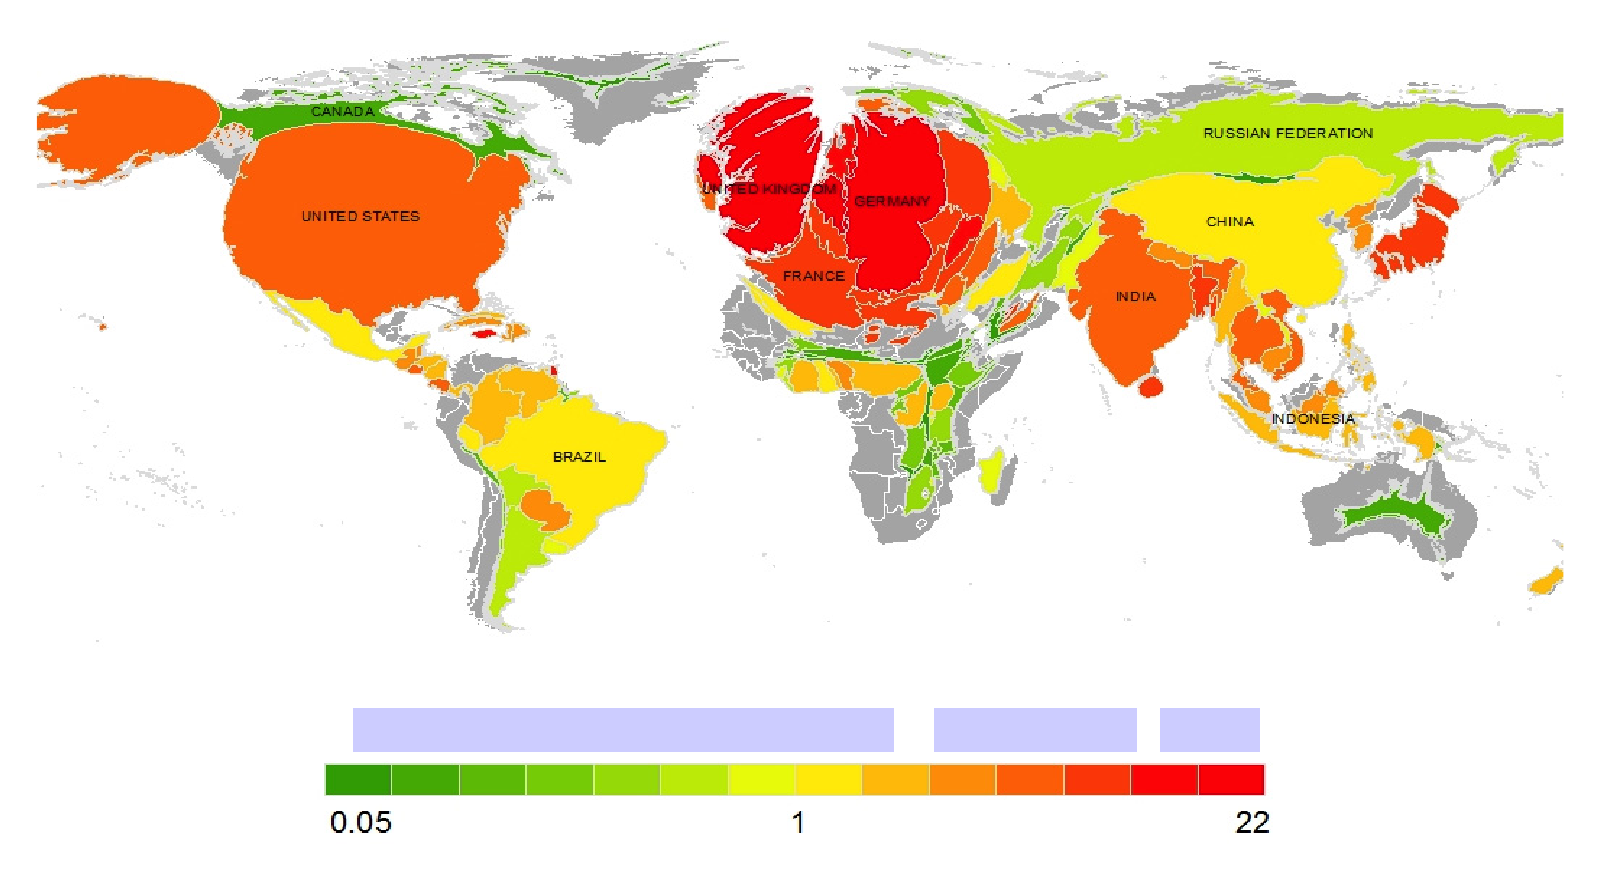 CANADA
RUSSIAN FEDERATION
UNITED KINGDOM
GERMANY
UNITED STATES
CHINA
FRANCE
INDIA
INDONESIA
BRAZIL
0.05 1 22